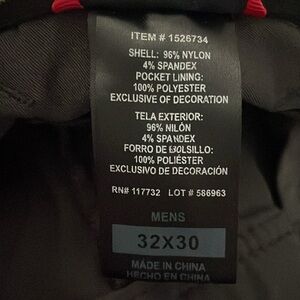 ITEM # 1526734
SHELL: 96% NYLON
4% SPANDEX
POCKET LINING:
100% POLYESTER
EXCLUSIVE OF DECORATION
TELA EXTERIOR:
96% NILÓN
4% SPANDEX
FORRO DE BOLSILLO:
100% POLIÉSTER
EXCLUSIVO DE DECORACIÓN
RN# 117732 LOT # 586963
MENS
32X30
MADE IN CHINA
HECHO EN CHINA